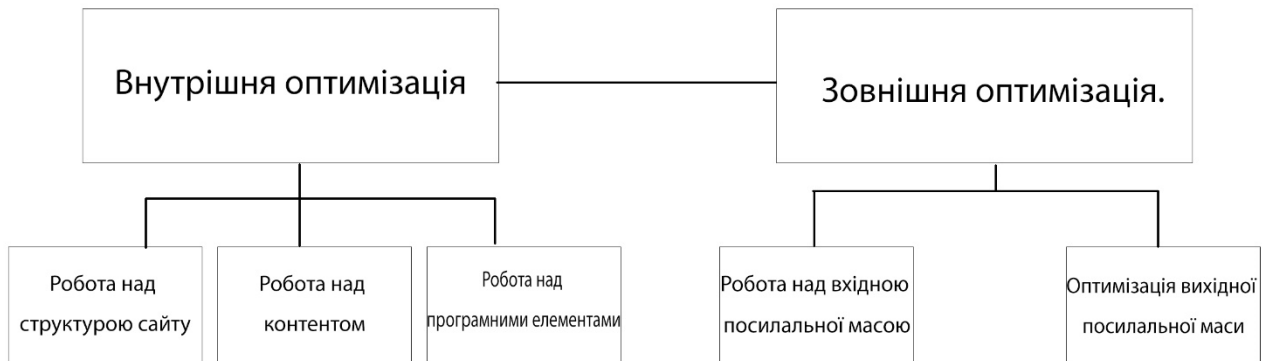 Внутрішня оптимізація
Зовнішня оптимізація.
Робота над
структурою сайту
Робота над
контентом
Робота над
програмними елементами
Робота над вхідною
посилальної масою
Оптимізація вихідної
посилальної маси